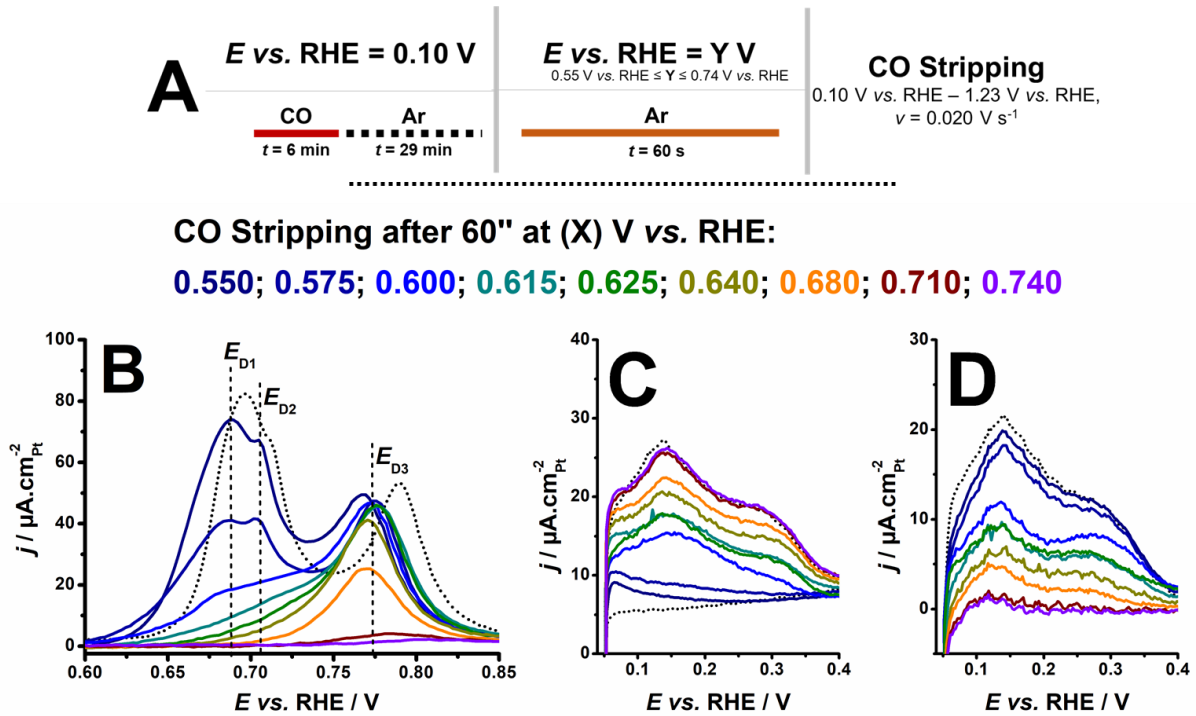 A
E vs. RHE = 0.10 V
CO
Ar
t = 6 min
t = 29 min
E vs. RHE = Y V
0.55 V vs. RHE ≤ Y ≤ 0.74 V vs. RHE
Ar
t = 60 s
CO Stripping
0.10 V vs. RHE – 1.23 V vs. RHE,
v = 0.020 V s⁻¹
CO Stripping after 60" at (X) V vs. RHE:
0.550; 0.575; 0.600; 0.615; 0.625; 0.640; 0.680; 0.710; 0.740
B
E_D1
E_D2
E_D3
100
80
60
40
20
0
j / µA.cm⁻²_Pt
0.60 0.65 0.70 0.75 0.80 0.85
E vs. RHE / V
C
40
30
20
10
0
j / µA.cm⁻²_Pt
0.1 0.2 0.3 0.4
E vs. RHE / V
D
30
20
10
0
j / µA.cm⁻²_Pt
0.1 0.2 0.3 0.4
E vs. RHE / V